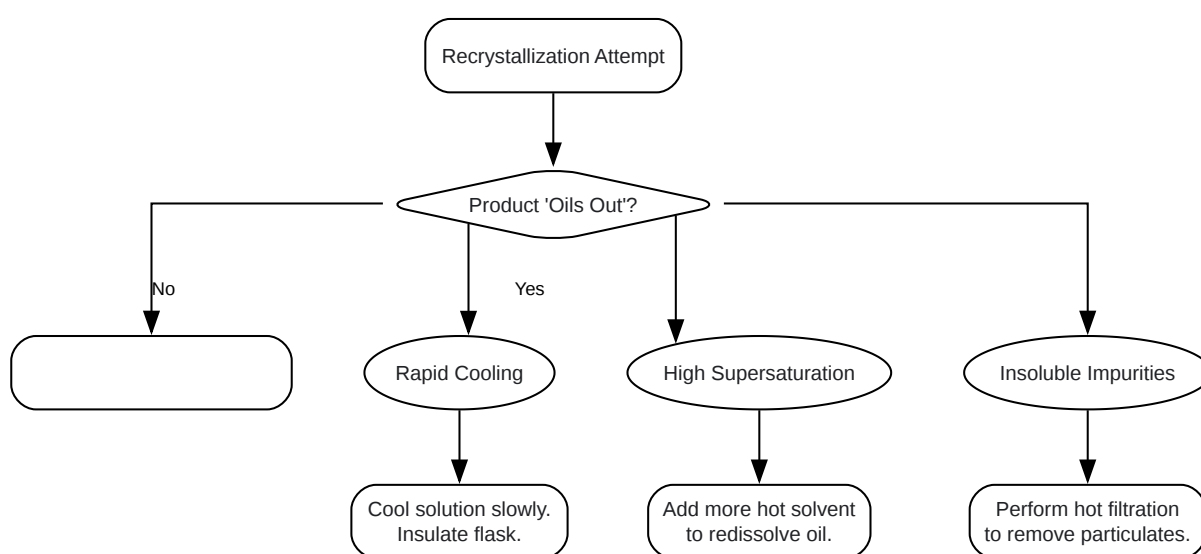 Recrystallization Attempt
Product 'Oils Out'?
No
Yes
Rapid Cooling
High Supersaturation
Insoluble Impurities
Cool solution slowly.
Insulate flask.
Add more hot solvent
to redissolve oil.
Perform hot filtration
to remove particulates.